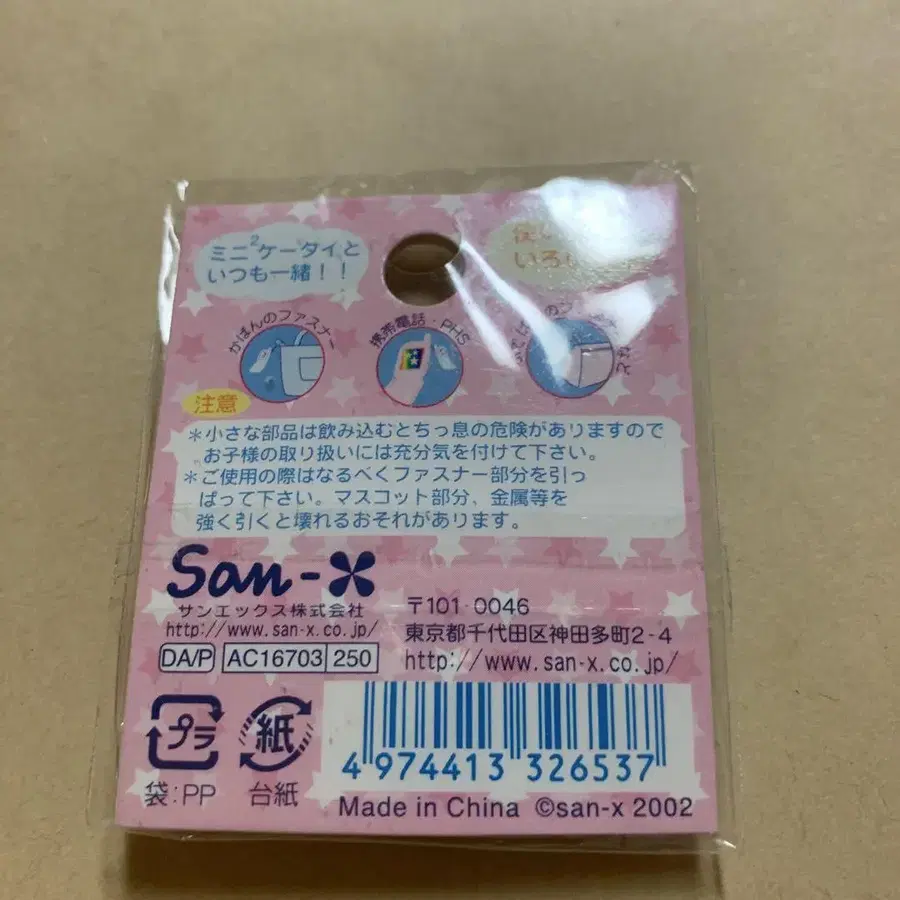 ミニ²ケータイと
いつも一緒！！
いろ
かばんのファスナー
携帯電話・PHS
など
注意
＊小さな部品は飲み込むとちっ息の危険がありますので
お子様の取り扱いには充分気を付けて下さい。
＊ご使用の際はなるべくファスナー部分を引っ
ぱって下さい。マスコット部分、金属等を
強く引くと壊れるおそれがあります。
San-X
サンエックス株式会社
http://www.san-x.co.jp/
DA/P AC16703 250
〒101 0046
東京都千代田区神田多町2-4
http://www.san-x.co.jp/
プラ
袋:PP
紙
台紙
4 974413 326537
Made in China ©san-x 2002